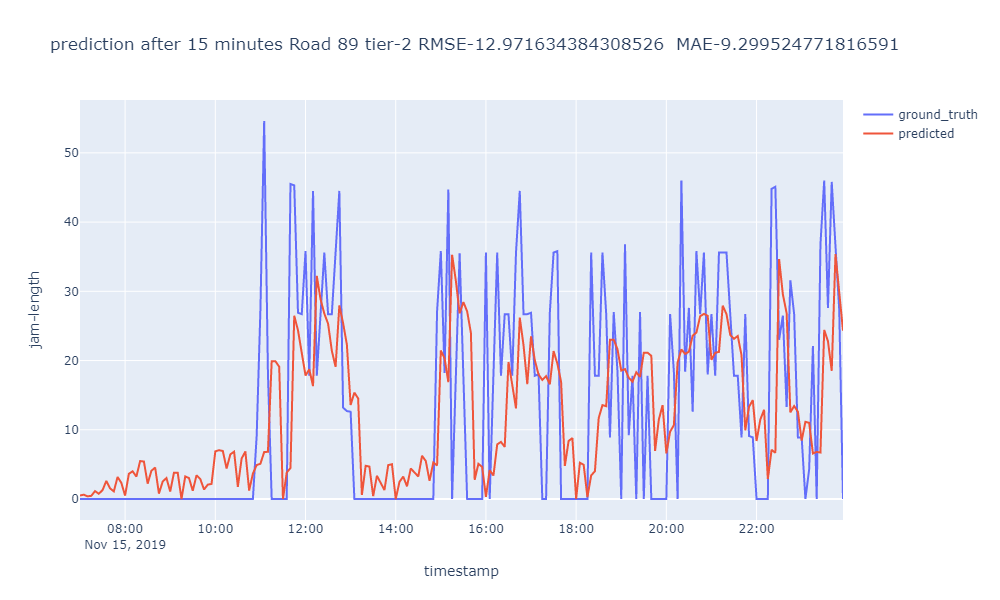 prediction after 15 minutes Road 89 tier-2 RMSE-12.971634384308526  MAE-9.299524771816591
ground_truth
predicted
jam-length
50
40
30
20
10
0
08:00 10:00 12:00 14:00 16:00 18:00 20:00 22:00
Nov 15, 2019
timestamp